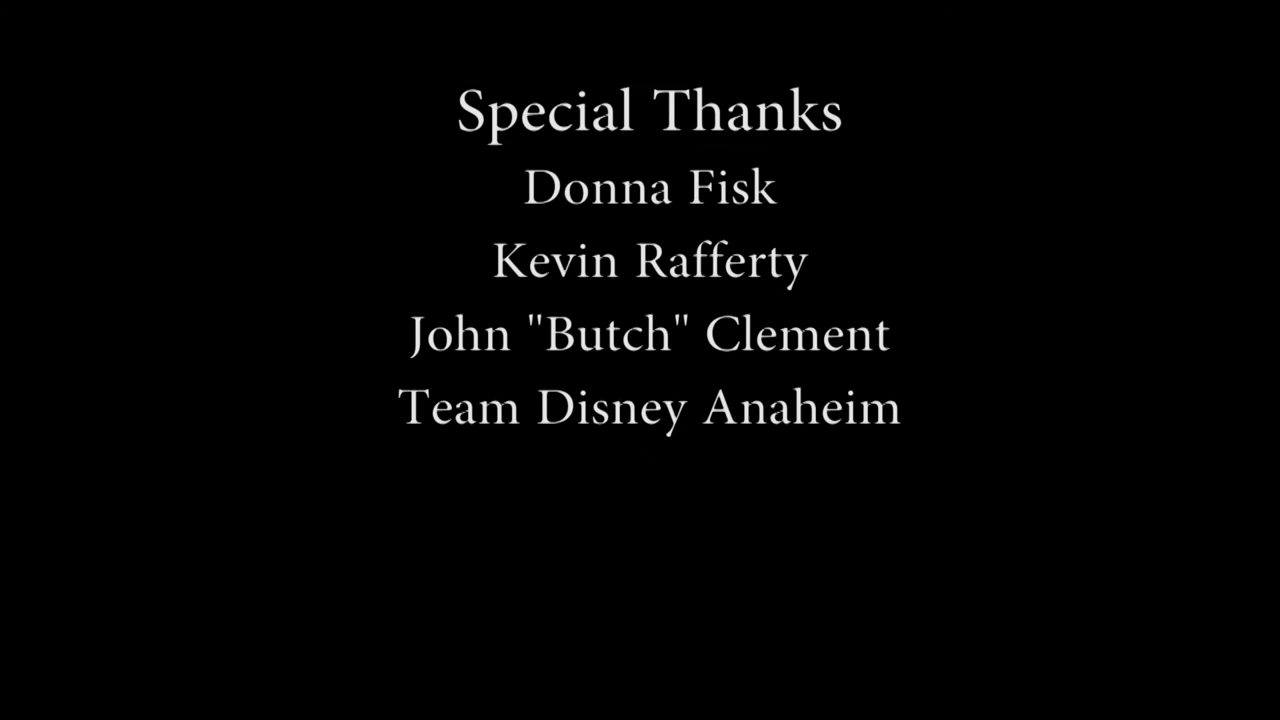 Special Thanks
Donna Fisk
Kevin Rafferty
John "Butch" Clement
Team Disney Anaheim